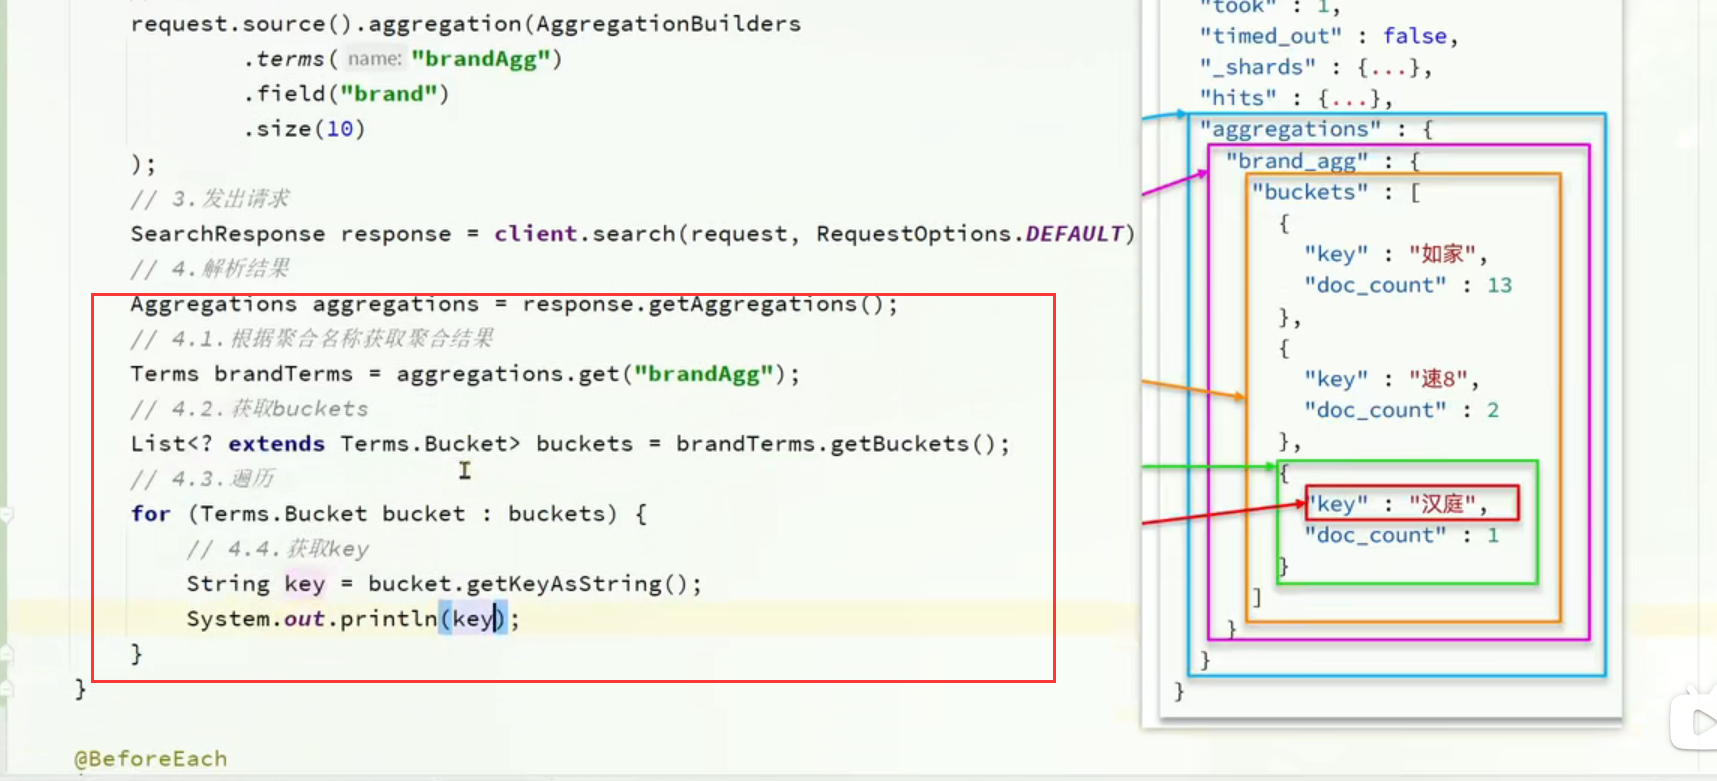 request.source().aggregation(AggregationBuilders
.terms( name: "brandAgg")
.field("brand")
.size(10)
);
// 3.发出请求
SearchResponse response = client.search(request, RequestOptions.DEFAULT)
// 4.解析结果
Aggregations aggregations = response.getAggregations();
// 4.1.根据聚合名称获取聚合结果
Terms brandTerms = aggregations.get("brandAgg");
// 4.2.获取buckets
List<? extends Terms.Bucket> buckets = brandTerms.getBuckets();
// 4.3.遍历
for (Terms.Bucket bucket : buckets) {
// 4.4.获取key
String key = bucket.getKeyAsString();
System.out.println(key);
}
}
@BeforeEach
"took" : 1,
"timed_out" : false,
"_shards" : {...},
"hits" : {...},
"aggregations" : {
"brand_agg" : {
"buckets" : [
{
"key" : "如家",
"doc_count" : 13
},
{
"key" : "速8",
"doc_count" : 2
},
{
"key" : "汉庭",
"doc_count" : 1
}
]
}
}
}